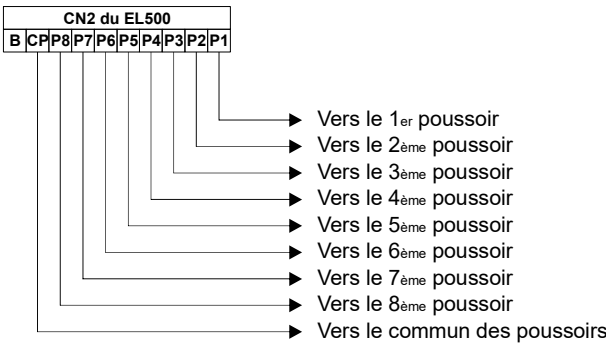 CN2 du EL500
B CP P8 P7 P6 P5 P4 P3 P2 P1
Vers le 1er poussoir
Vers le 2ème poussoir
Vers le 3ème poussoir
Vers le 4ème poussoir
Vers le 5ème poussoir
Vers le 6ème poussoir
Vers le 7ème poussoir
Vers le 8ème poussoir
Vers le commun des poussoirs